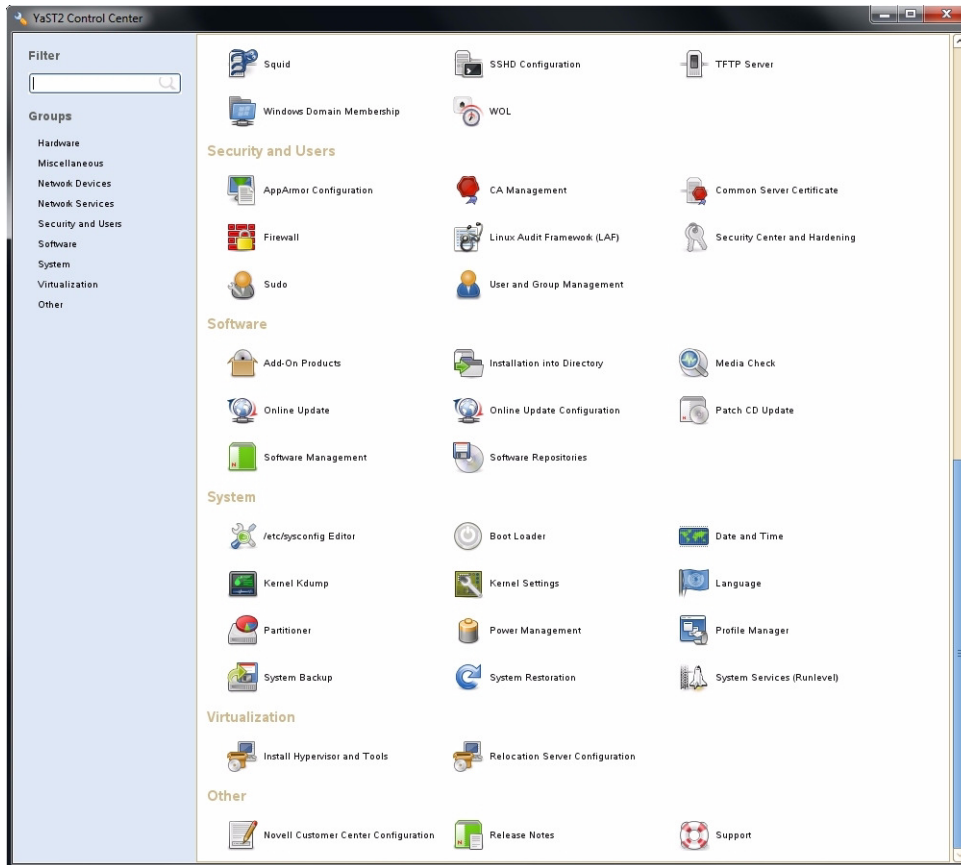 YaST2 Control Center
Filter
Groups
Hardware
Miscellaneous
Network Devices
Network Services
Security and Users
Software
System
Virtualization
Other
Squid
SSHD Configuration
TFTP Server
Windows Domain Membership
WOL
Security and Users
AppArmor Configuration
CA Management
Common Server Certificate
Firewall
Linux Audit Framework (LAF)
Security Center and Hardening
Sudo
User and Group Management
Software
Add-On Products
Installation into Directory
Media Check
Online Update
Online Update Configuration
Patch CD Update
Software Management
Software Repositories
System
/etc/sysconfig Editor
Boot Loader
Date and Time
Kernel Kdump
Kernel Settings
Language
Partitioner
Power Management
Profile Manager
System Backup
System Restoration
System Services (Runlevel)
Virtualization
Install Hypervisor and Tools
Relocation Server Configuration
Other
Novell Customer Center Configuration
Release Notes
Support